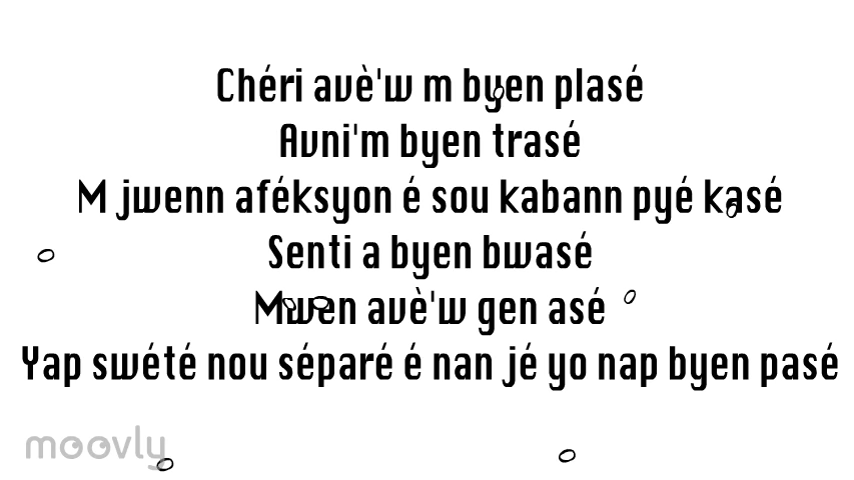 Chéri avè'w m byen plasé
Avni'm byen trasé
M jwenn aféksyon é sou kabann pyé kasé
Senti a byen bwasé
Mwen avè'w gen asé
Yap swété nou séparé é nan jé yo nap byen pasé
moovly